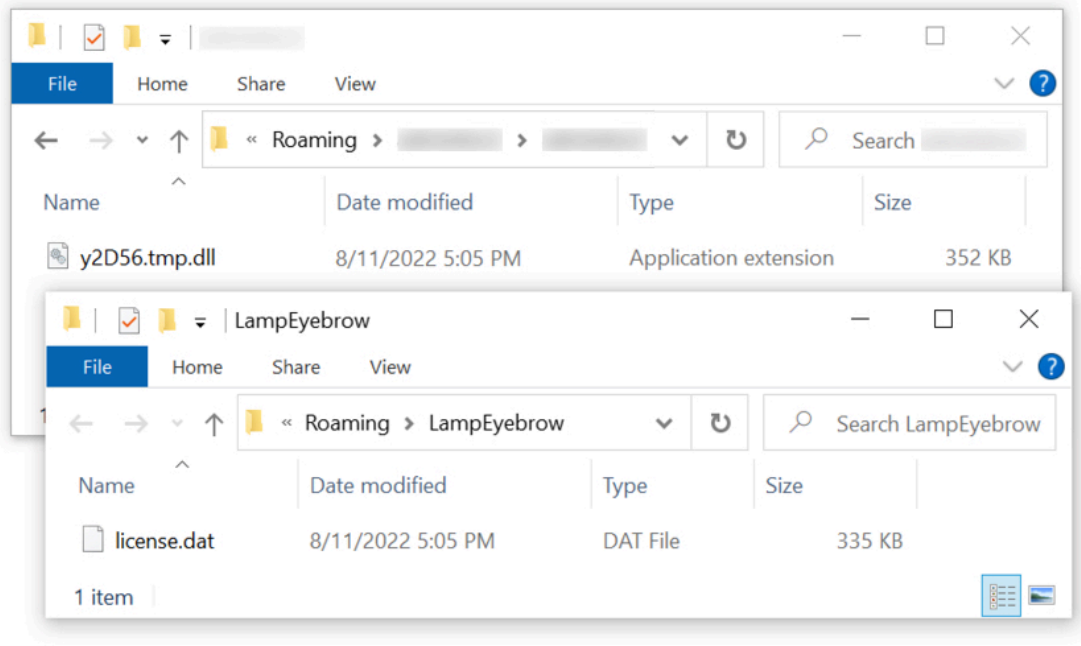 File Home Share View
« Roaming > > Search
Name Date modified Type Size
y2D56.tmp.dll 8/11/2022 5:05 PM Application extension 352 KB
LampEyebrow
File Home Share View
« Roaming > LampEyebrow Search LampEyebrow
Name Date modified Type Size
license.dat 8/11/2022 5:05 PM DAT File 335 KB
1 item